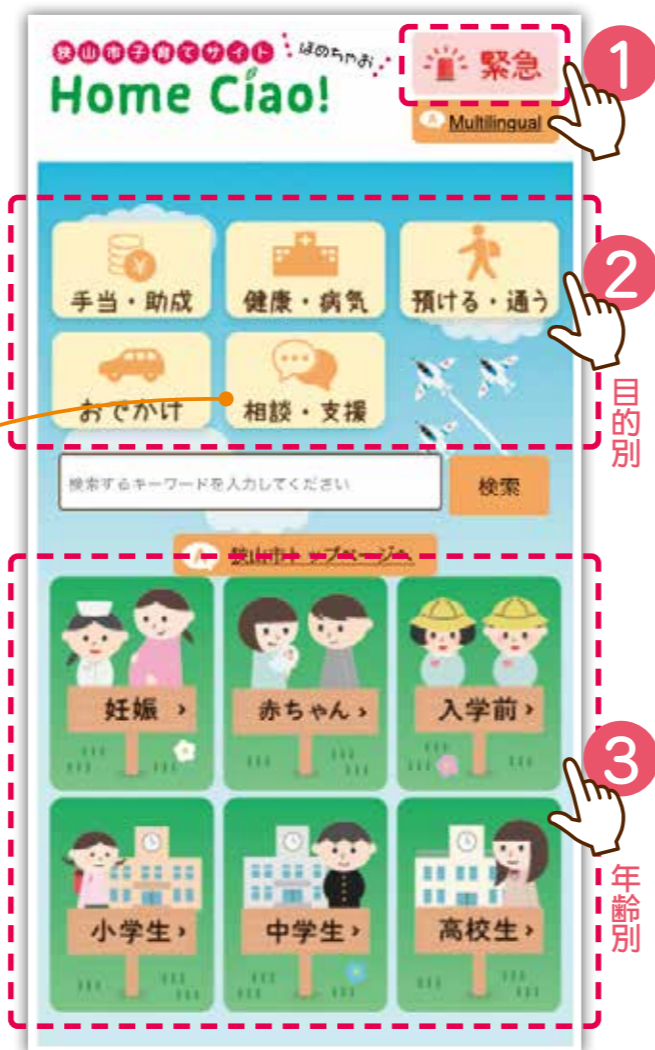 狭山市子育てサイト ほめちゃお
Home Ciao!
緊急
1
Multilingual
手当・助成
健康・病気
預ける・通う
2
目的別
おでかけ
相談・支援
検索するキーワードを入力してください
検索
狭山市トップページへ
妊娠
赤ちゃん
入学前
3
年齢別
小学生
中学生
高校生